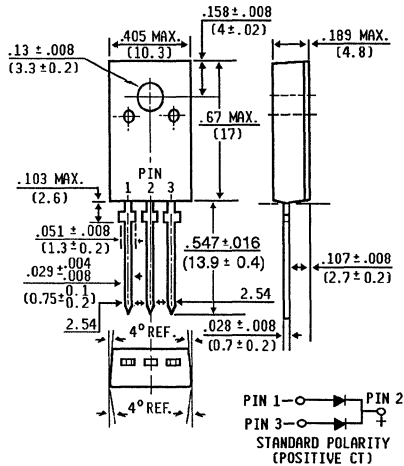 .158±.008
(4±.02)
.405 MAX.
(10.3)
.189 MAX.
(4.8)
.13±.008
(3.3±0.2)
.67 MAX.
(17)
PIN
1 2 3
.103 MAX.
(2.6)
.051±.008
(1.3±0.2)
.547±.016
(13.9±0.4)
.029+.004
-.008
(0.75±0.1
0.2)
.107±.008
(2.7±0.2)
2.54
2.54
4° REF.
.028±.008
(0.7±0.2)
4° REF.
PIN 1
PIN 2
PIN 3
STANDARD POLARITY
(POSITIVE CT)